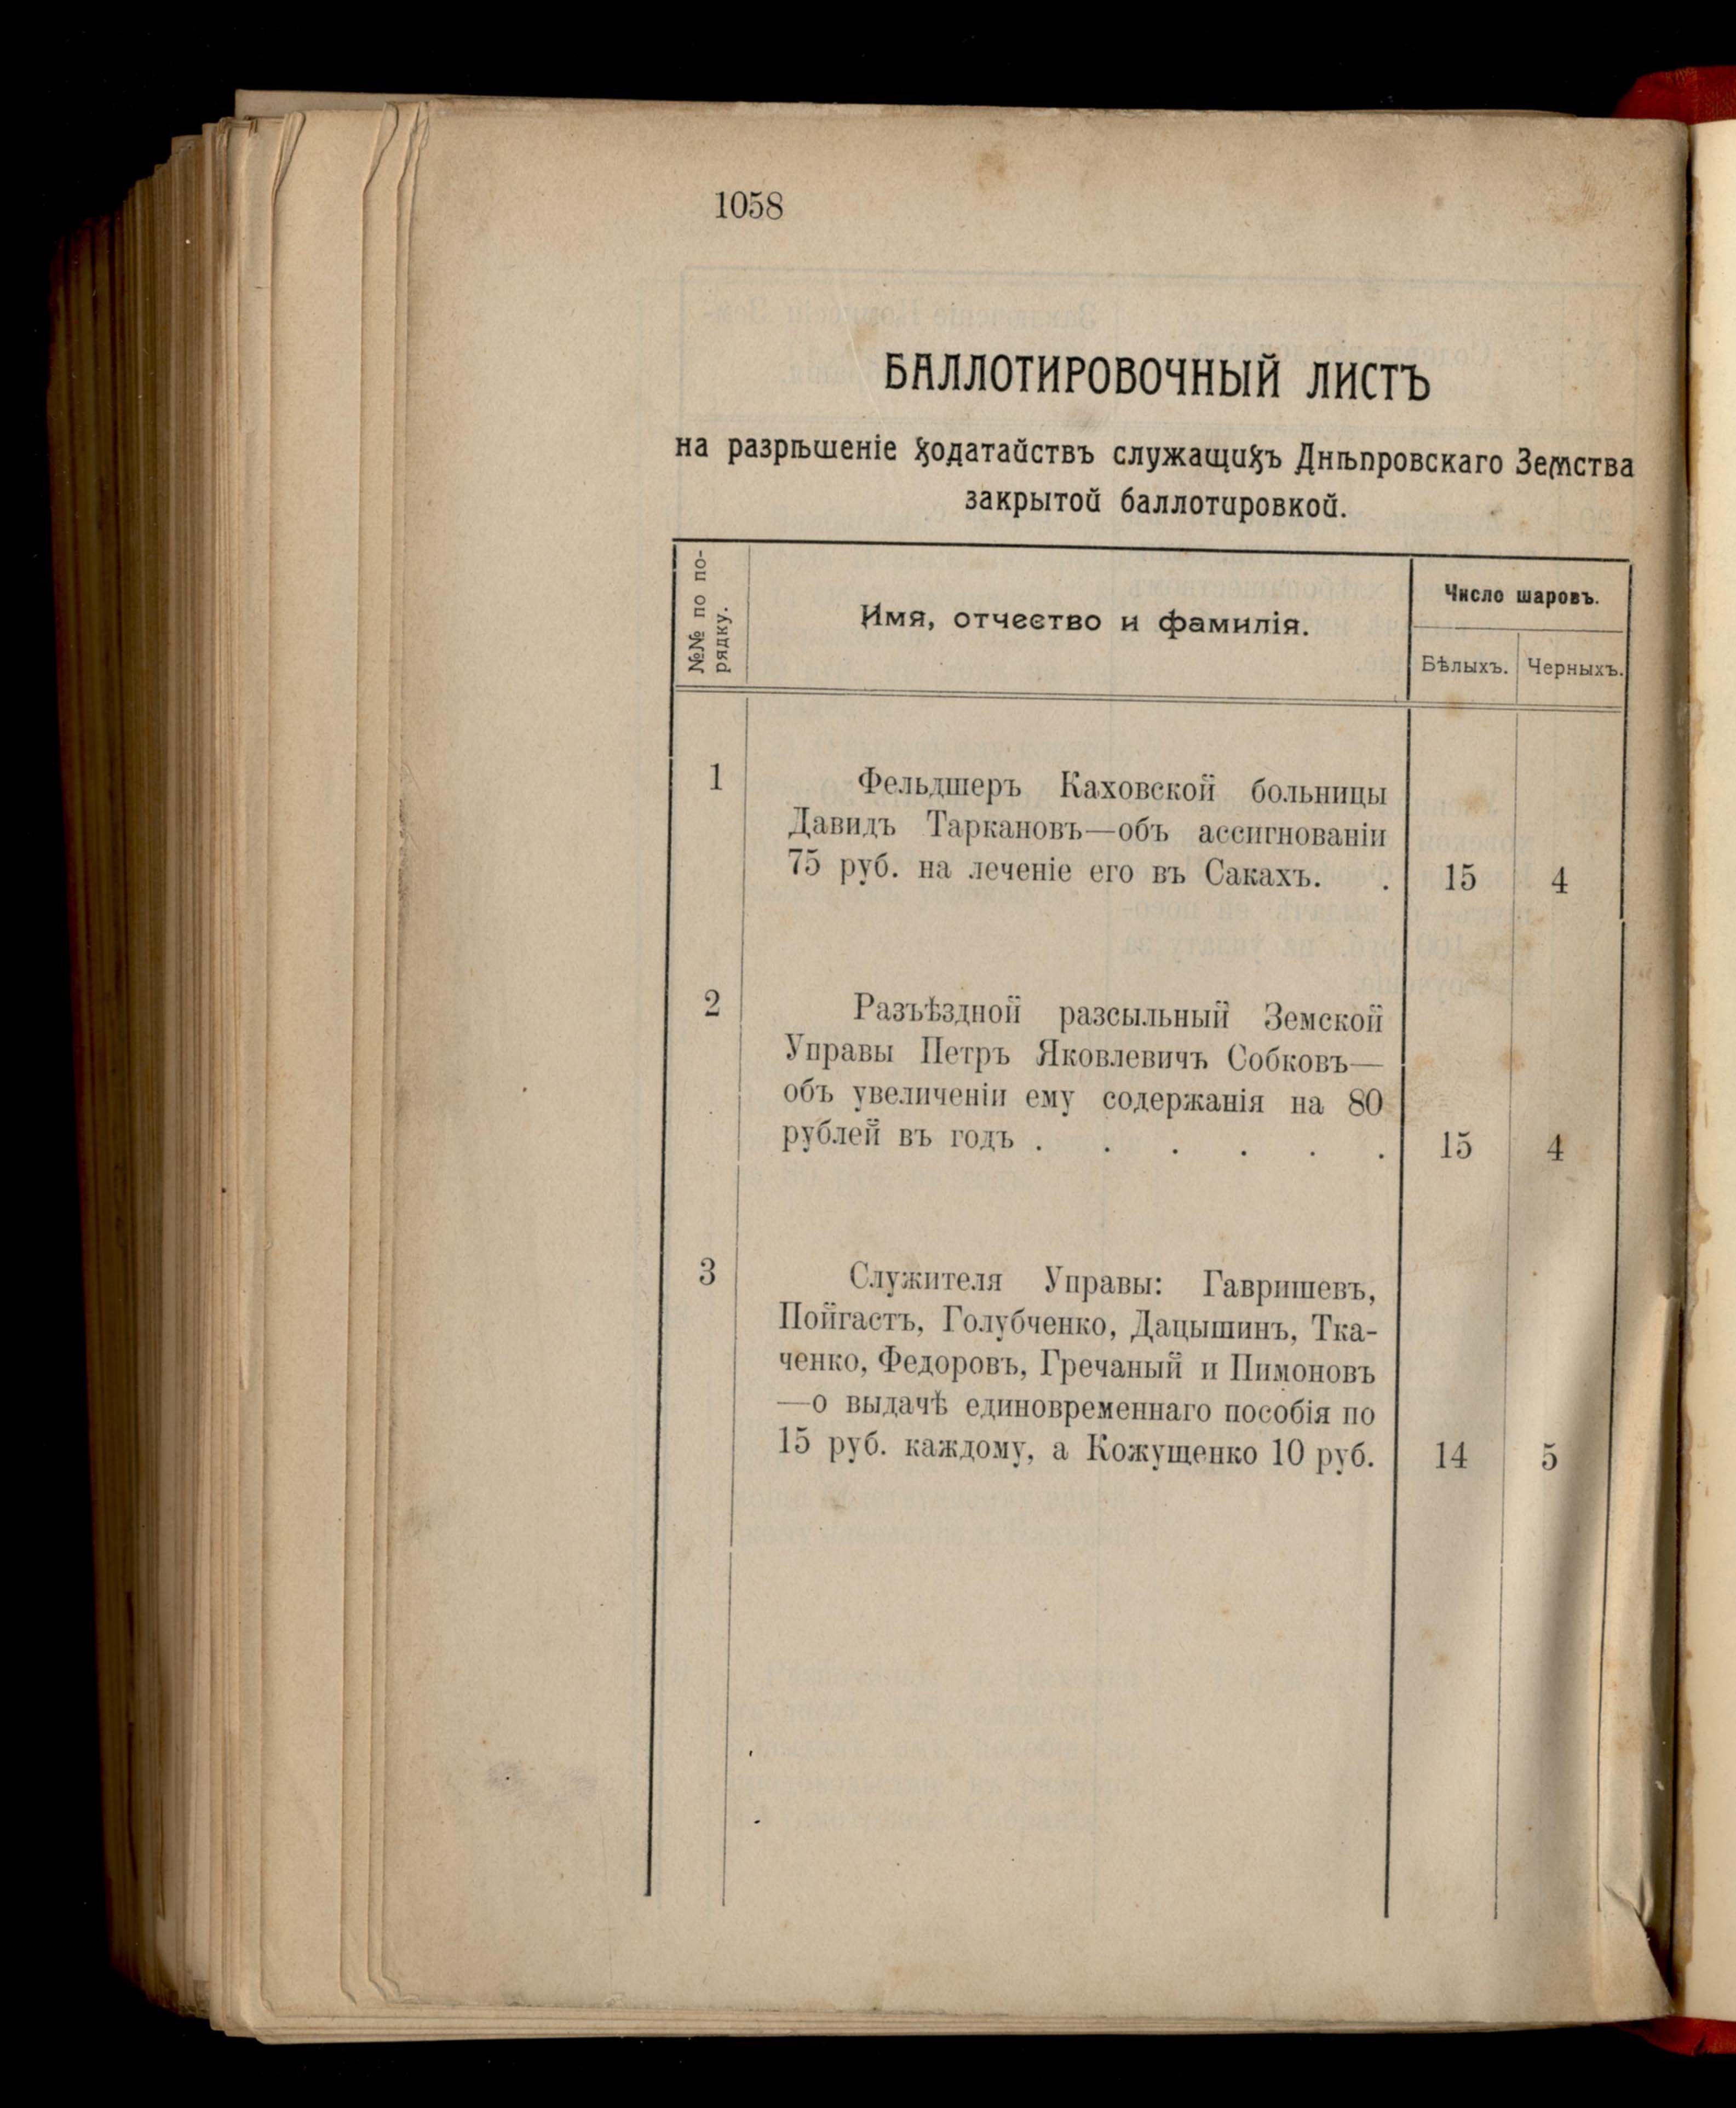 1058
БАЛЛОТИРОВОЧНЫЙ ЛИСТЪ
на разрѣшеніе ходатайствъ служащихъ Днѣпровскаго Земства
закрытой баллотировкой.
№№ по по-
рядку.
Имя, отчество и фамилія.
Число шаровъ.
Бѣлыхъ. Черныхъ.
1 Фельдшеръ Каховской больницы
Давидъ Таркановъ—объ ассигнованіи
75 руб. на леченіе его въ Сакахъ. . 15 4
2 Разъѣздной разсыльный Земской
Управы Петръ Яковлевичъ Собковъ—
объ увеличеніи ему содержанія на 80
рублей въ годъ . . . . . . 15 4
3 Служителя Управы: Гавришевъ,
Пойгастъ, Голубченко, Дацышинъ, Тка-
ченко, Федоровъ, Гречаный и Пимоновъ
—о выдачѣ единовременнаго пособія по
15 руб. каждому, а Кожущенко 10 руб. 14 5